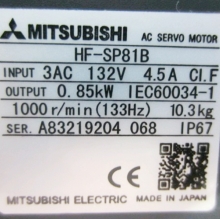 MITSUBISHI AC SERVO MOTOR
HF-SP81B
INPUT 3AC 132V 4.5A CI.F
OUTPUT 0.85kW IEC60034-1
1000r/min(133Hz) 10.3kg
SER. A83219204 068 IP67
MITSUBISHI ELECTRIC MADE IN JAPAN